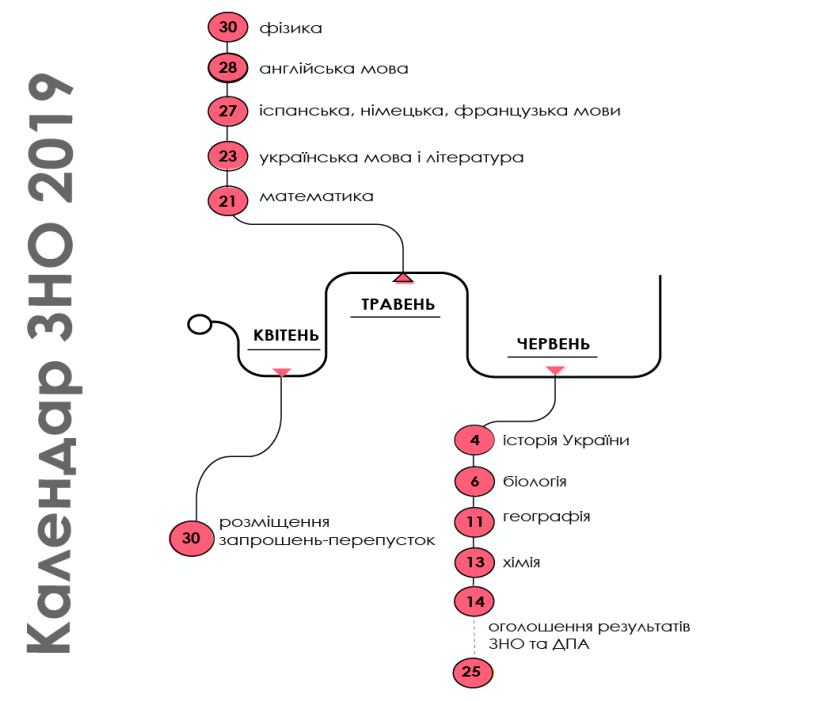 Календар ЗНО 2019
30 фізика
28 англійська мова
27 іспанська, німецька, французька мови
23 українська мова і література
21 математика
ТРАВЕНЬ
КВІТЕНЬ
ЧЕРВЕНЬ
30 розміщення
запрошень-перепусток
4 історія України
6 біологія
11 географія
13 хімія
14
оголошення результатів
ЗНО та ДПА
25